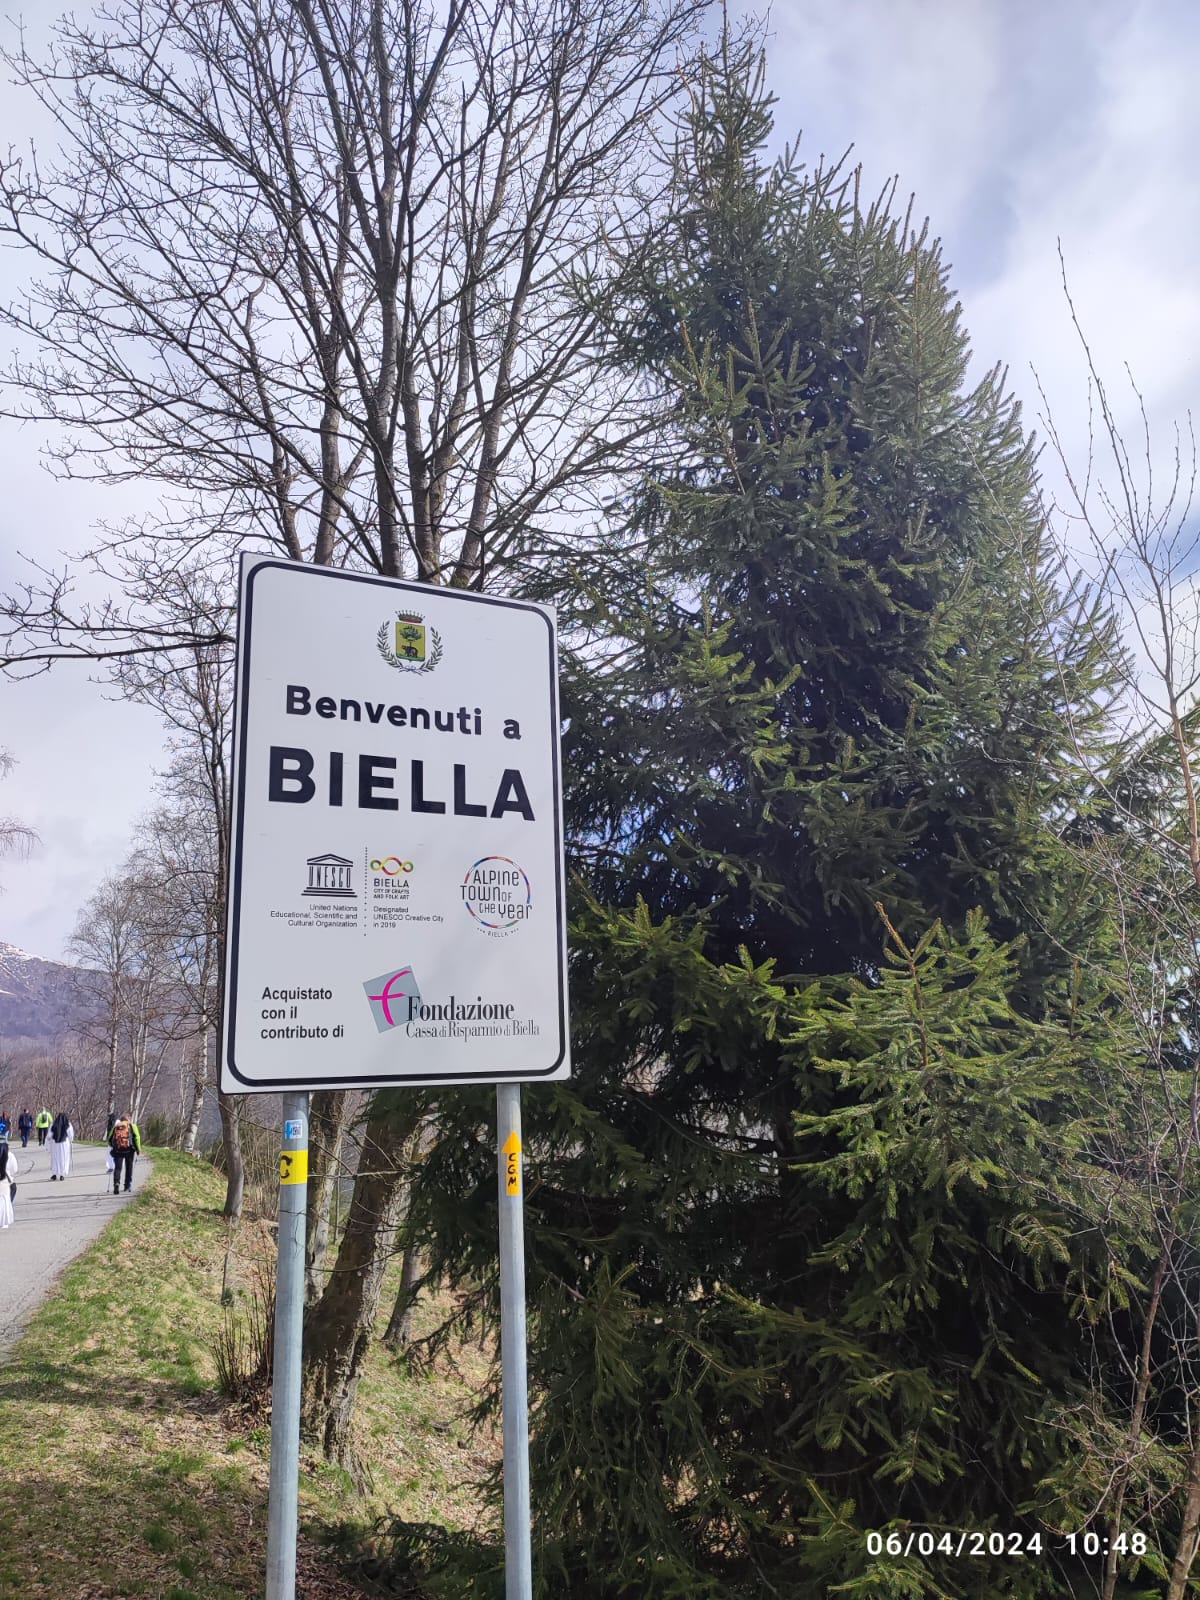 Benvenuti a
BIELLA
UNESCO
United Nations
Educational, Scientific and
Cultural Organization
BIELLA
CITY OF CRAFTS
AND FOLK ART
Designated
UNESCO Creative City
in 2019
ALPINE
TOWN OF
the Year
BIELLA
Acquistato
con il
contributo di
Fondazione
Cassa di Risparmio di Biella
C
CGM
06/04/2024 10:48